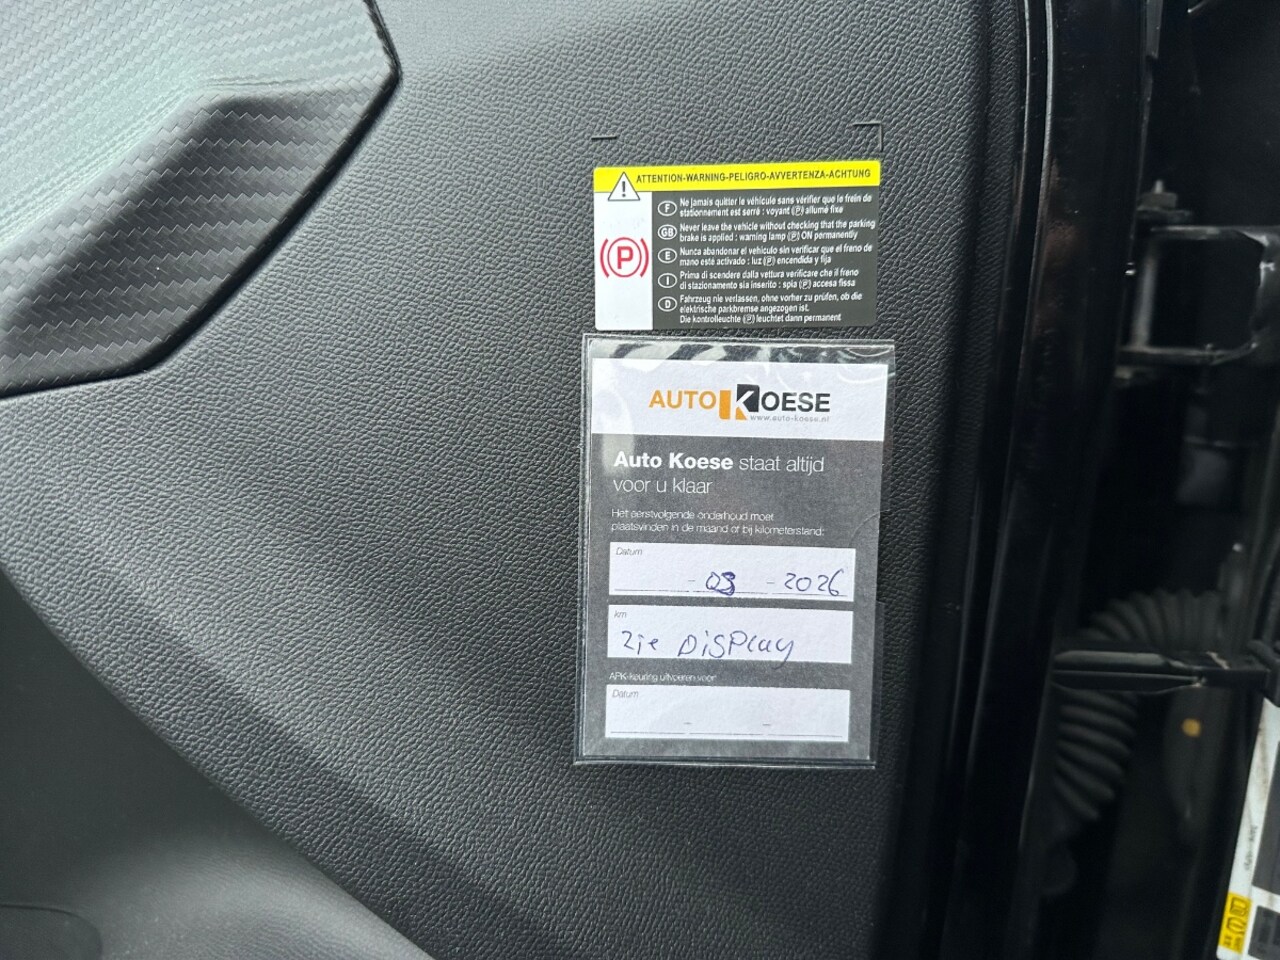 ATTENTION-WARNING-PELIGRO-AVVERTENZA-ACHTUNG
F Ne jamais quitter le véhicule sans vérifier que le frein de
stationnement est serré : voyant (P) allumé fixe
GB Never leave the vehicle without checking that the parking
brake is applied : warning lamp (P) ON permanently
E Nunca abandonar el vehiculo sin verificar que el freno de
mano esté activado : luz (P) encendida y fija
I Prima di scendere dalla vettura verificare che il freno
di stazionamento sia inserito : spia (P) accesa fissa
D Fahrzeug nie verlassen, ohne vorher zu prüfen, ob die
elektrische parkbremse angezogen ist.
Die kontrolleuchte (P) leuchtet dann permanent
(P)
AUTO KOESE
www.auto-koese.nl
Auto Koese staat altijd
voor u klaar
Het eerstvolgende onderhoud moet
plaatsvinden in de maand of bij kilometerstand:
Datum
- 03 - 2026
km
Zie DISPlay
APK-keuring uitvoeren voor:
Datum
- -